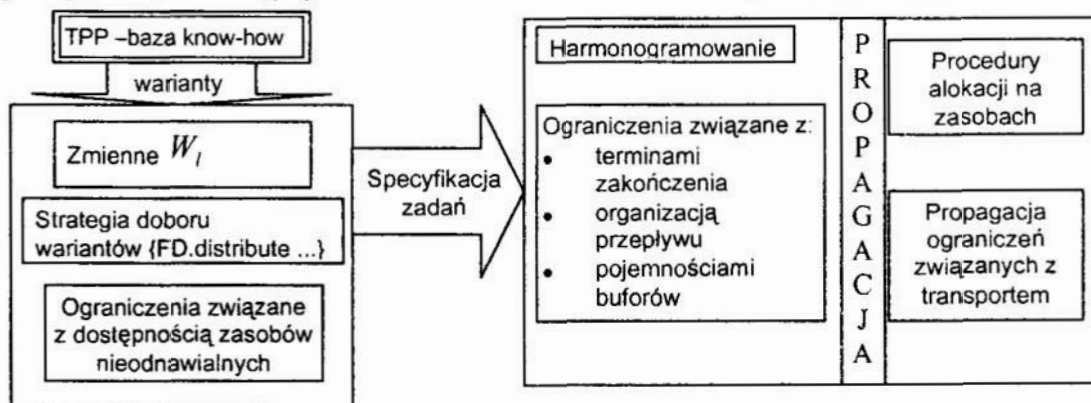 TPP –baza know-how
warianty
Zmienne W_l
Strategia doboru
wariantów {FD.distribute ...}
Ograniczenia związane
z dostępnością zasobów
nieodnawialnych
Specyfikacja
zadań
Harmonogramowanie
Ograniczenia związane z:
• terminami
zakończenia
• organizacją
przepływu
• pojemnościami
buforów
P
R
O
P
A
G
A
C
J
A
Procedury
alokacji na
zasobach
Propagacja
ograniczeń
związanych z
transportem